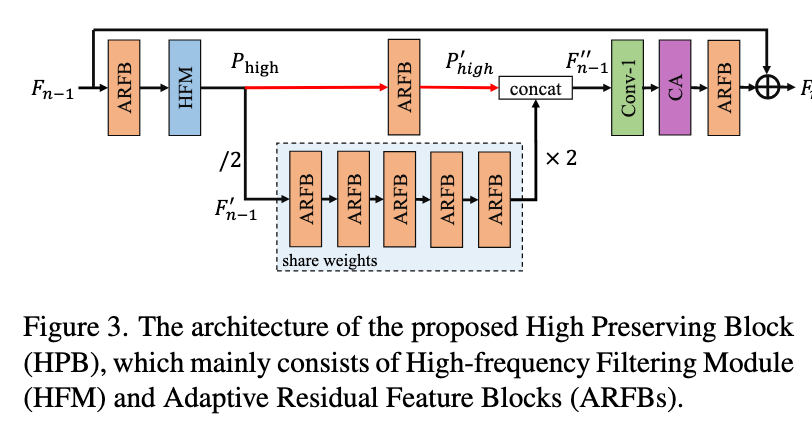 F_{n-1}
ARFB
HFM
P_{high}
ARFB
P'_{high}
concat
F''_{n-1}
Conv-1
CA
ARFB
F
/2
× 2
F'_{n-1}
ARFB
ARFB
ARFB
ARFB
ARFB
share weights
Figure 3. The architecture of the proposed High Preserving Block
(HPB), which mainly consists of High-frequency Filtering Module
(HFM) and Adaptive Residual Feature Blocks (ARFBs).